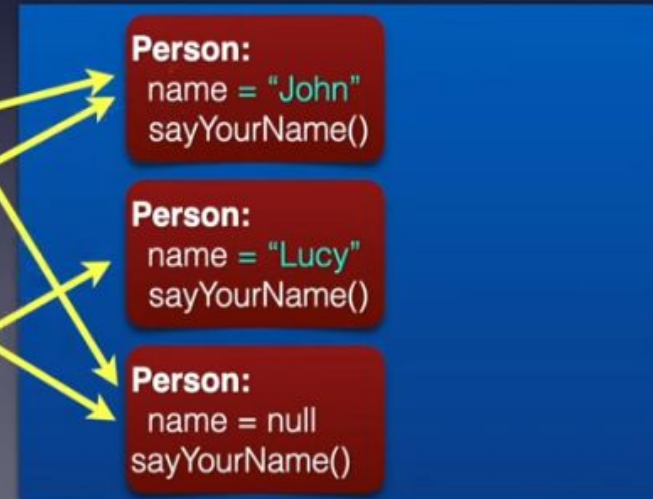 Person:
name = “John”
sayYourName()
Person:
name = “Lucy”
sayYourName()
Person:
name = null
sayYourName()